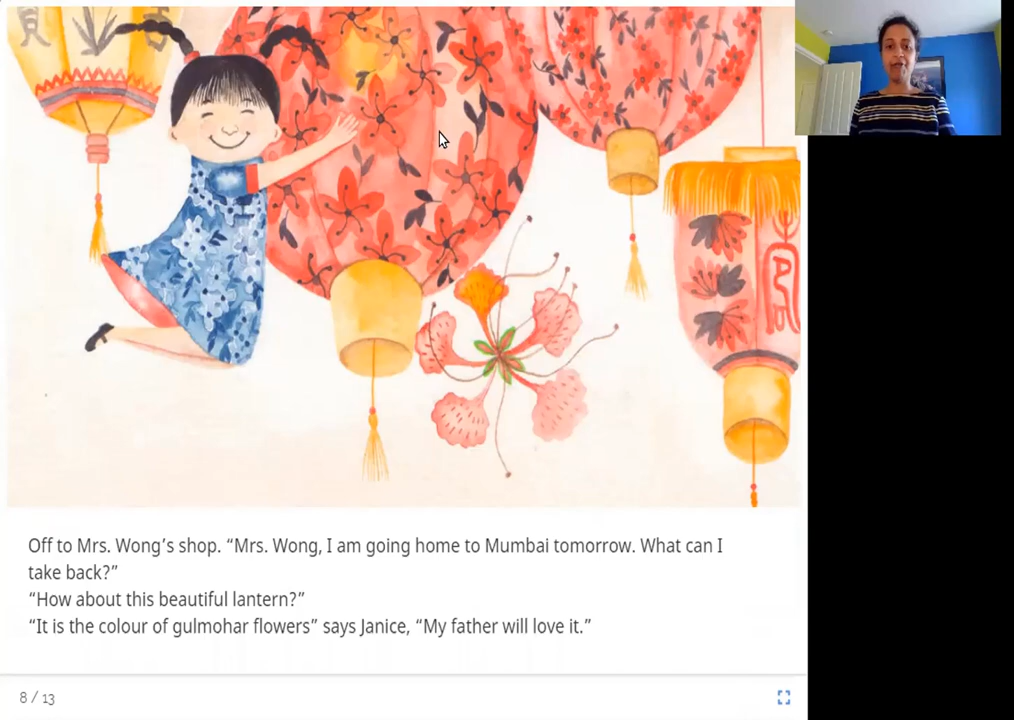 Off to Mrs. Wong’s shop. “Mrs. Wong, I am going home to Mumbai tomorrow. What can I
take back?”
“How about this beautiful lantern?”
“It is the colour of gulmohar flowers” says Janice, “My father will love it.”
8 / 13